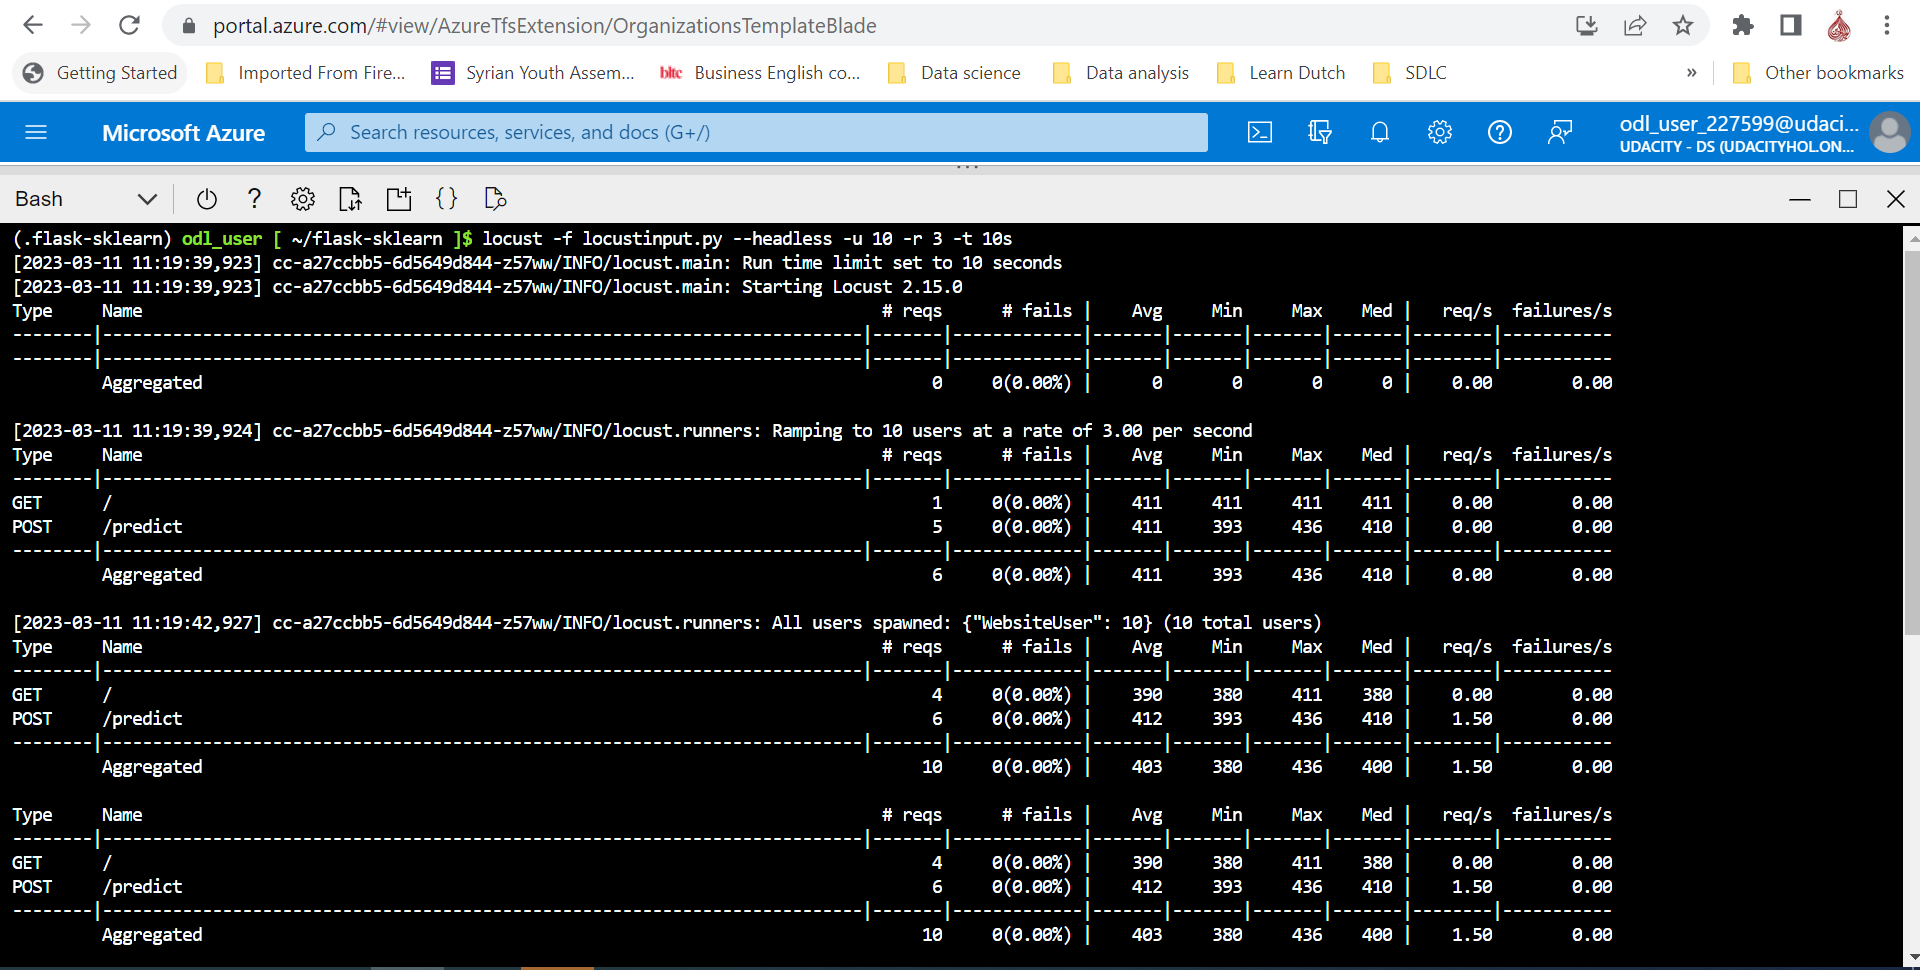 portal.azure.com/#view/AzureTfsExtension/OrganizationsTemplateBlade
Getting Started Imported From Fire... Syrian Youth Assem... bltc Business English co... Data science Data analysis Learn Dutch SDLC » Other bookmarks
Microsoft Azure Search resources, services, and docs (G+/) odl_user_227599@udaci...
UDACITY - DS (UDACITYHOL.ON...
Bash
(.flask-sklearn) odl_user [ ~/flask-sklearn ]$ locust -f locustinput.py --headless -u 10 -r 3 -t 10s
[2023-03-11 11:19:39,923] cc-a27ccbb5-6d5649d844-z57ww/INFO/locust.main: Run time limit set to 10 seconds
[2023-03-11 11:19:39,923] cc-a27ccbb5-6d5649d844-z57ww/INFO/locust.main: Starting Locust 2.15.0
Type Name # reqs # fails | Avg Min Max Med | req/s failures/s
--------|----------------------------------------------------------------------------|-------|-------------|-------|-------|-------|-------|--------|-----------
--------|----------------------------------------------------------------------------|-------|-------------|-------|-------|-------|-------|--------|-----------
Aggregated 0 0(0.00%) | 0 0 0 0 | 0.00 0.00
[2023-03-11 11:19:39,924] cc-a27ccbb5-6d5649d844-z57ww/INFO/locust.runners: Ramping to 10 users at a rate of 3.00 per second
Type Name # reqs # fails | Avg Min Max Med | req/s failures/s
--------|----------------------------------------------------------------------------|-------|-------------|-------|-------|-------|-------|--------|-----------
GET / 1 0(0.00%) | 411 411 411 411 | 0.00 0.00
POST /predict 5 0(0.00%) | 411 393 436 410 | 0.00 0.00
--------|----------------------------------------------------------------------------|-------|-------------|-------|-------|-------|-------|--------|-----------
Aggregated 6 0(0.00%) | 411 393 436 410 | 0.00 0.00
[2023-03-11 11:19:42,927] cc-a27ccbb5-6d5649d844-z57ww/INFO/locust.runners: All users spawned: {"WebsiteUser": 10} (10 total users)
Type Name # reqs # fails | Avg Min Max Med | req/s failures/s
--------|----------------------------------------------------------------------------|-------|-------------|-------|-------|-------|-------|--------|-----------
GET / 4 0(0.00%) | 390 380 411 380 | 0.00 0.00
POST /predict 6 0(0.00%) | 412 393 436 410 | 1.50 0.00
--------|----------------------------------------------------------------------------|-------|-------------|-------|-------|-------|-------|--------|-----------
Aggregated 10 0(0.00%) | 403 380 436 400 | 1.50 0.00
Type Name # reqs # fails | Avg Min Max Med | req/s failures/s
--------|----------------------------------------------------------------------------|-------|-------------|-------|-------|-------|-------|--------|-----------
GET / 4 0(0.00%) | 390 380 411 380 | 0.00 0.00
POST /predict 6 0(0.00%) | 412 393 436 410 | 1.50 0.00
--------|----------------------------------------------------------------------------|-------|-------------|-------|-------|-------|-------|--------|-----------
Aggregated 10 0(0.00%) | 403 380 436 400 | 1.50 0.00